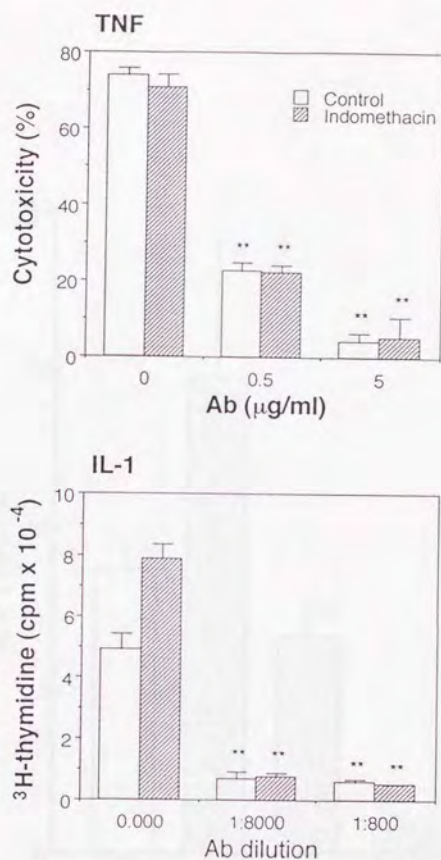 TNF
80
60
40
20
0
Cytotoxicity (%)
Control
Indomethacin
** **
** **
0 0.5 5
Ab (μg/ml)
IL-1
10
8
6
4
2
0
³H-thymidine (cpm x 10⁻⁴)
** **
** **
0.000 1:8000 1:800
Ab dilution